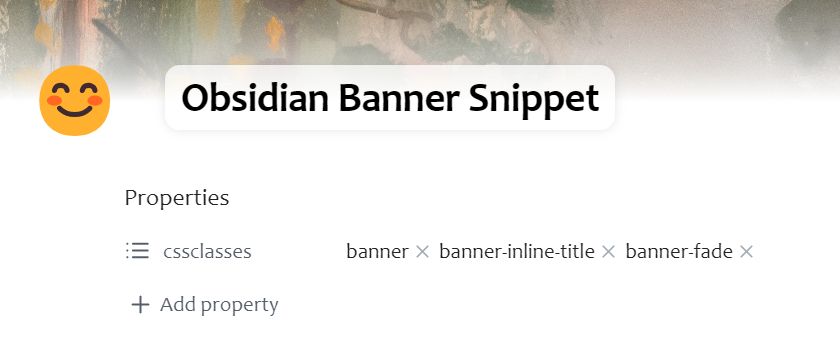 Obsidian Banner Snippet
Properties
cssclasses banner × banner-inline-title × banner-fade ×
+ Add property